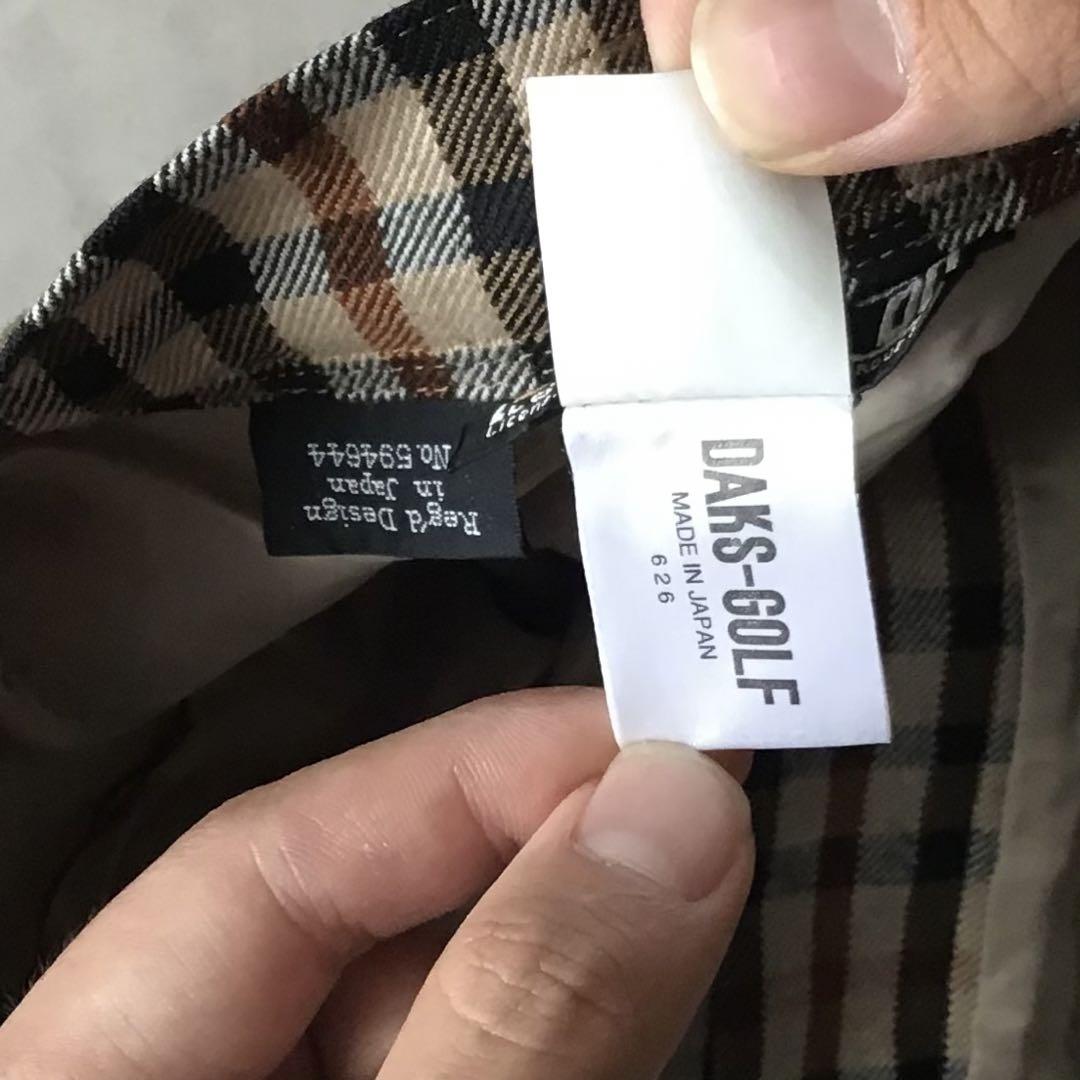 DAKS-GOLF
MADE IN JAPAN
626
Reg'd Design
in Japan
No.594644